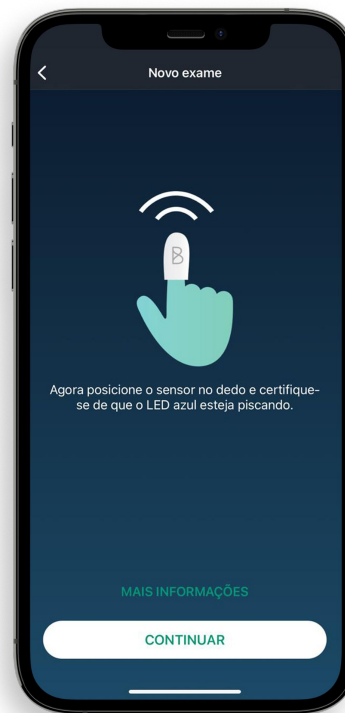 Novo exame
B
Agora posicione o sensor no dedo e certifique-
se de que o LED azul esteja piscando.
MAIS INFORMAÇÕES
CONTINUAR